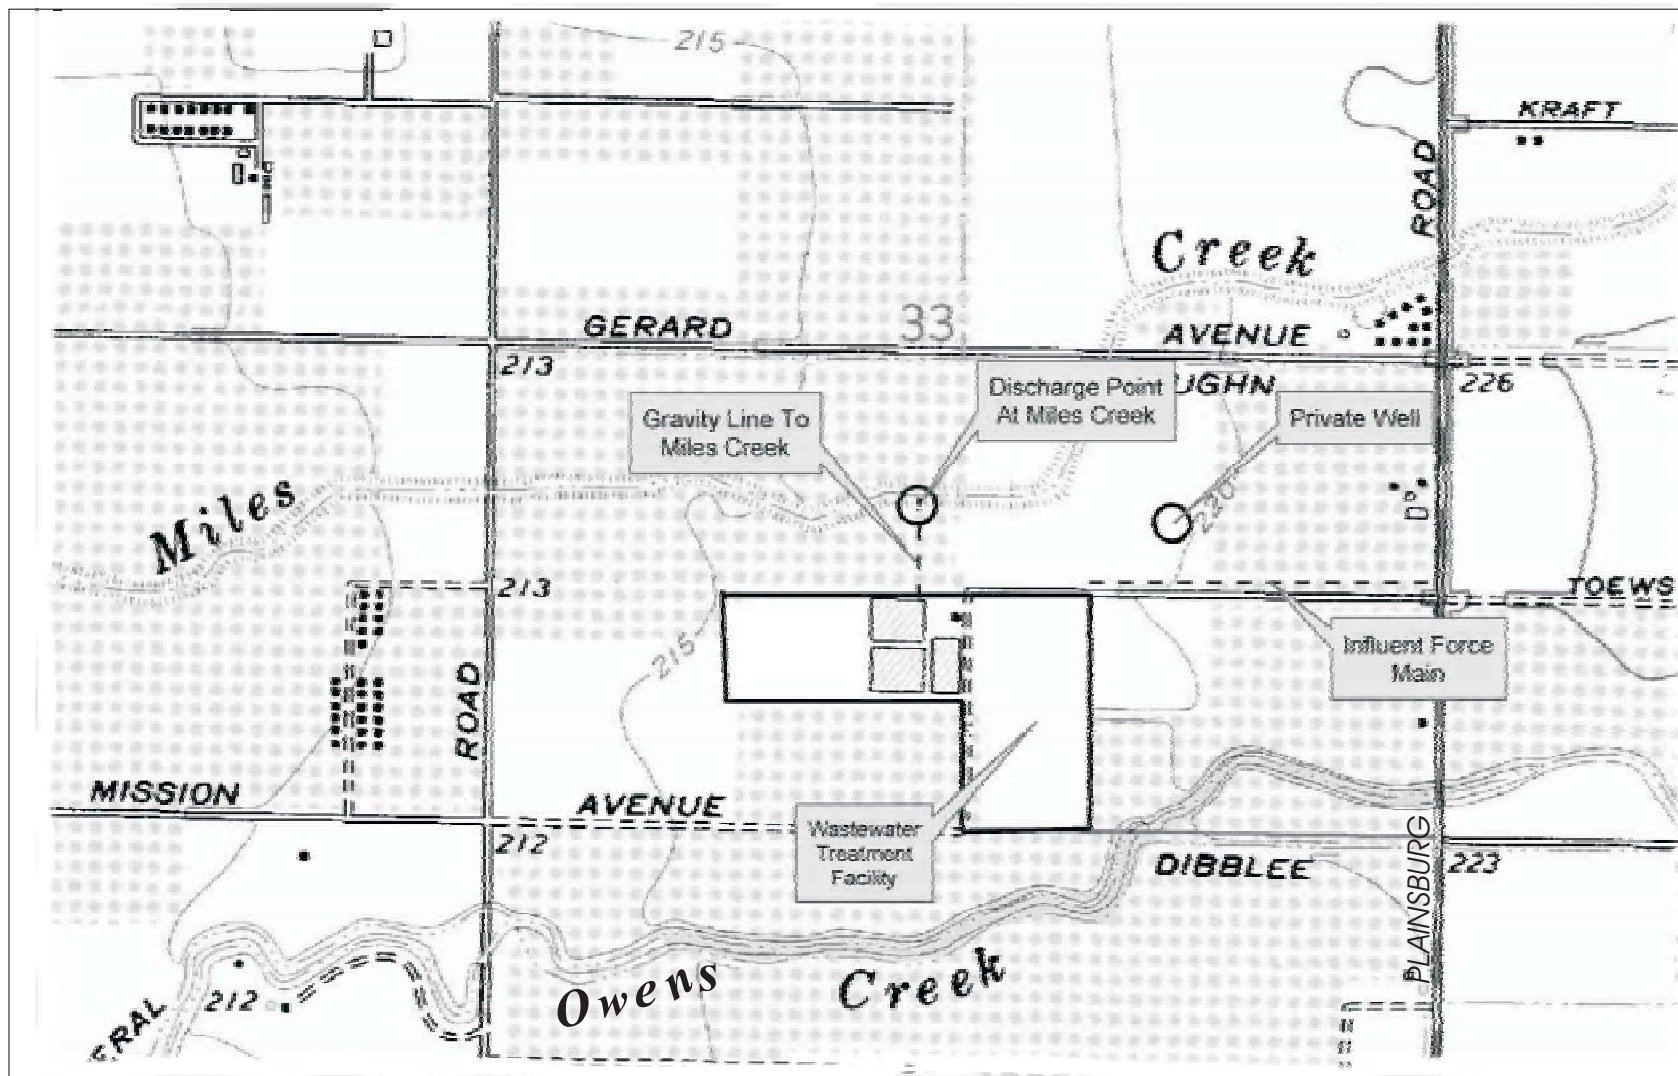 215
KRAFT
ROAD
Creek
33
GERARD
AVENUE
213
UGHN
226
Discharge Point
At Miles Creek
Gravity Line To
Miles Creek
Private Well
220
Miles
213
TOEWS
215
Influent Force
Main
ROAD
MISSION
AVENUE
212
Wastewater
Treatment
Facility
DIBBLEE
223
PLAINSBURG
Owens
Creek
212
ERAL